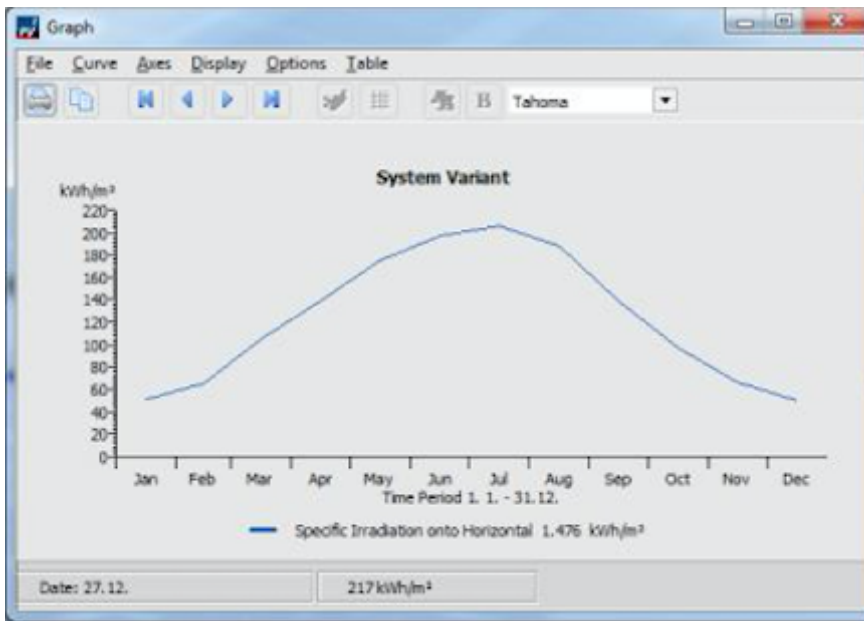 Graph
File Curve Axes Display Options Table
B Tahoma
System Variant
kWh/m²
220
200
180
160
140
120
100
80
60
40
20
0
Jan Feb Mar Apr May Jun Jul Aug Sep Oct Nov Dec
Time Period 1. 1. - 31.12.
Specific Irradiation onto Horizontal 1.476 kWh/m²
Date: 27.12. 217 kWh/m²